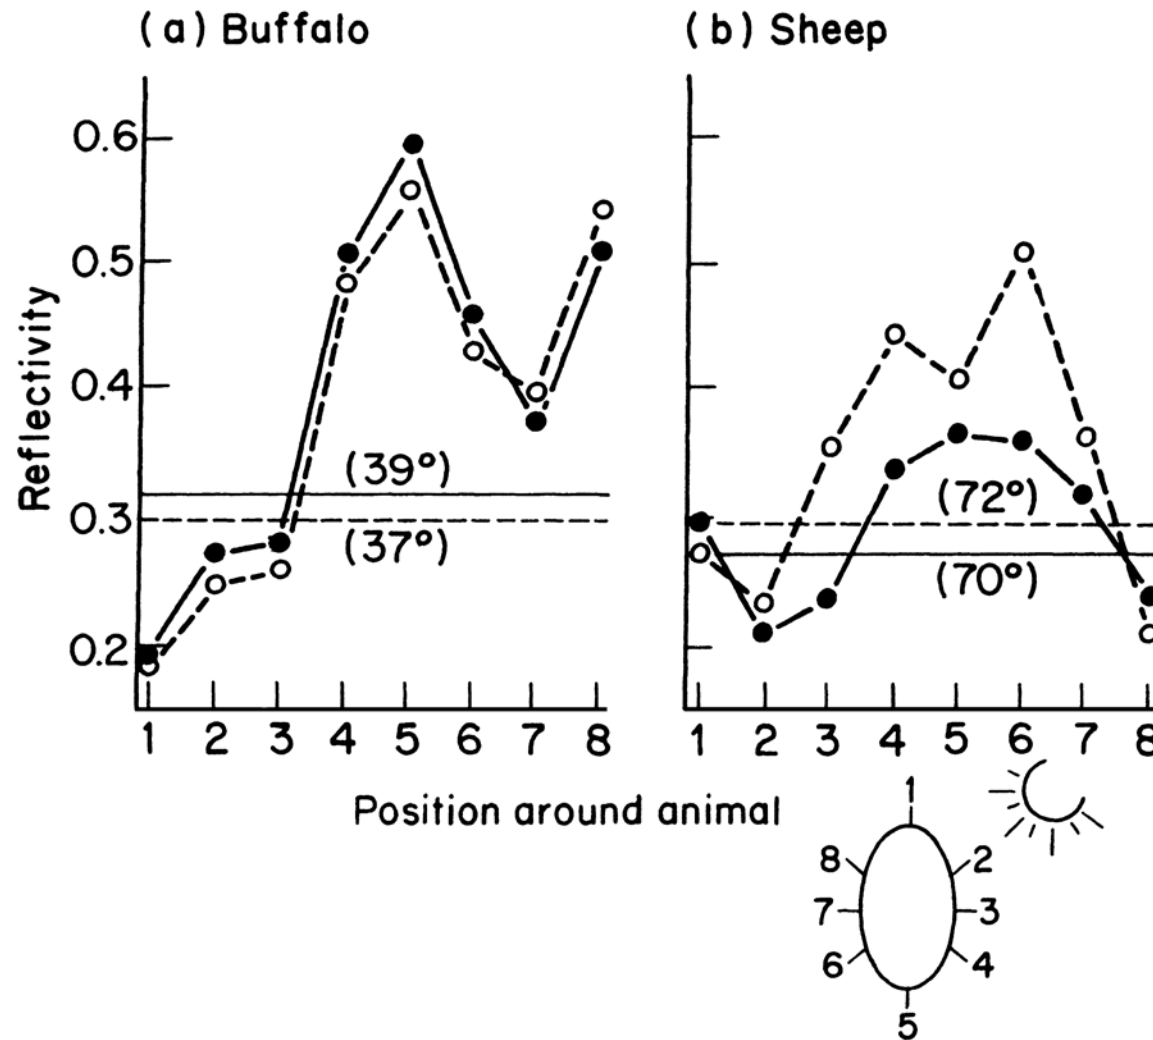 (a) Buffalo
(b) Sheep
Reflectivity
0.6
0.5
0.4
0.3
0.2
(39°)
(37°)
(72°)
(70°)
1 2 3 4 5 6 7 8
1 2 3 4 5 6 7 8
Position around animal
1
8 2
7 3
6 4
5